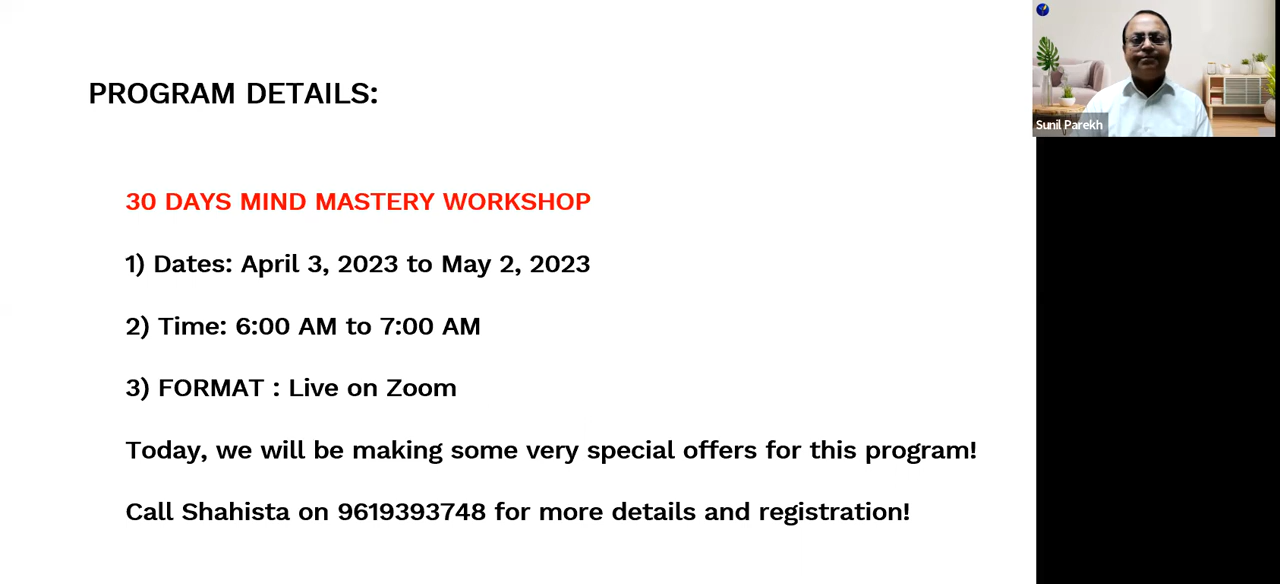 PROGRAM DETAILS:
30 DAYS MIND MASTERY WORKSHOP
1) Dates: April 3, 2023 to May 2, 2023
2) Time: 6:00 AM to 7:00 AM
3) FORMAT : Live on Zoom
Today, we will be making some very special offers for this program!
Call Shahista on 9619393748 for more details and registration!
Sunil Parekh